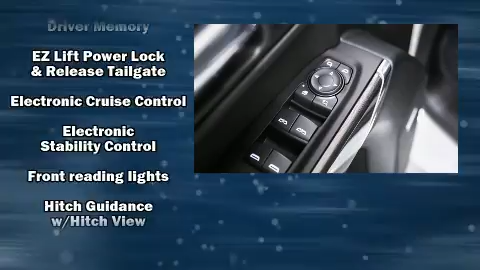 Driver Memory
EZ Lift Power Lock
& Release Tailgate
Electronic Cruise Control
Electronic
Stability Control
Front reading lights
Hitch Guidance
w/Hitch View